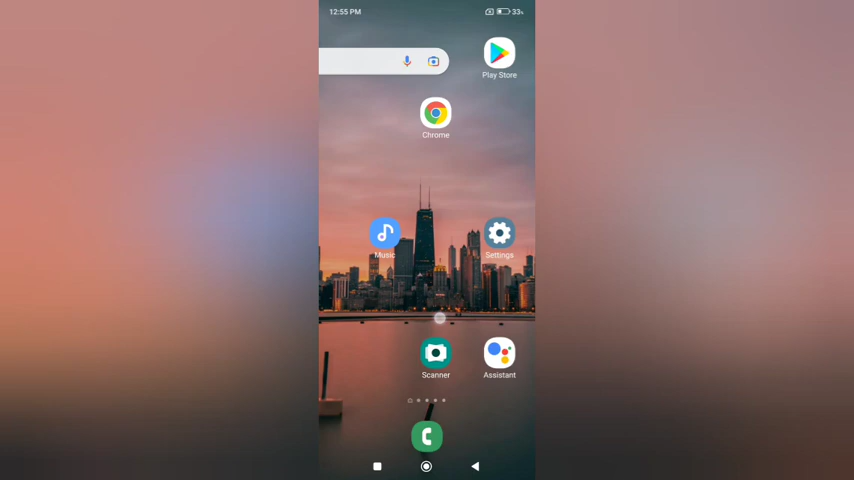 12:55 PM
33%
Play Store
Chrome
Music
Settings
Scanner
Assistant